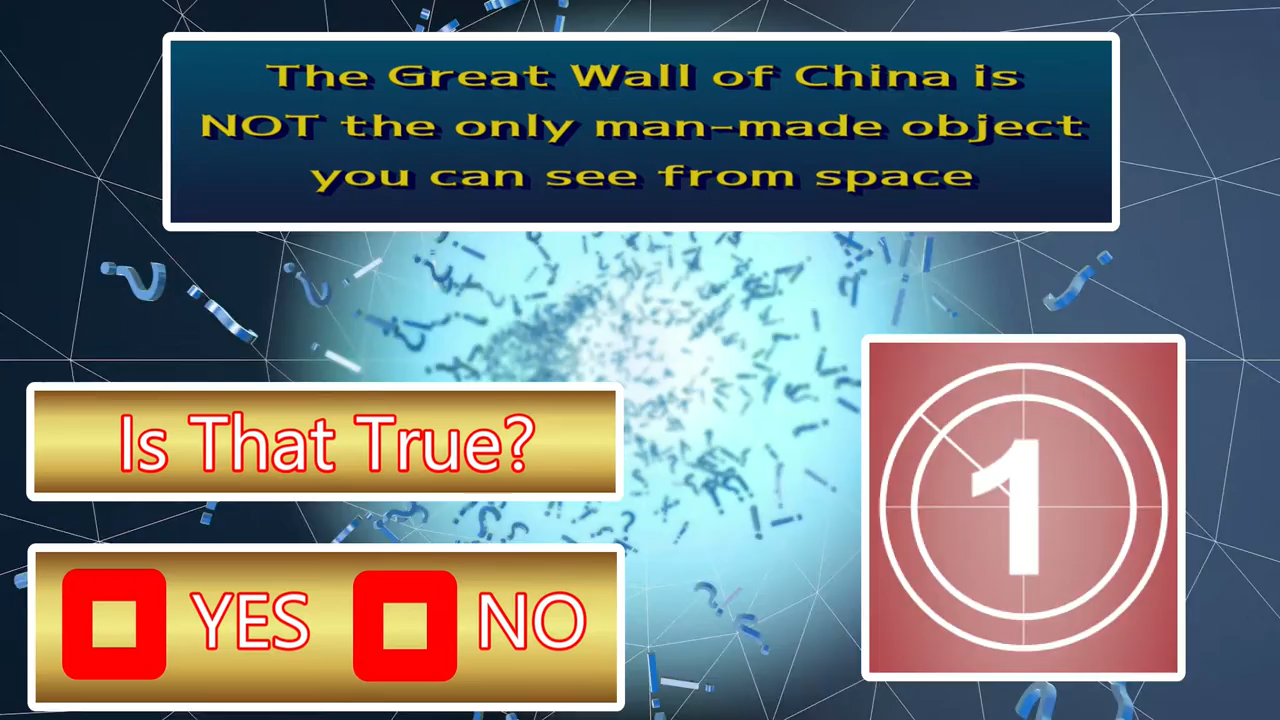 The Great Wall of China is
NOT the only man-made object
you can see from space
Is That True?
YES NO
1